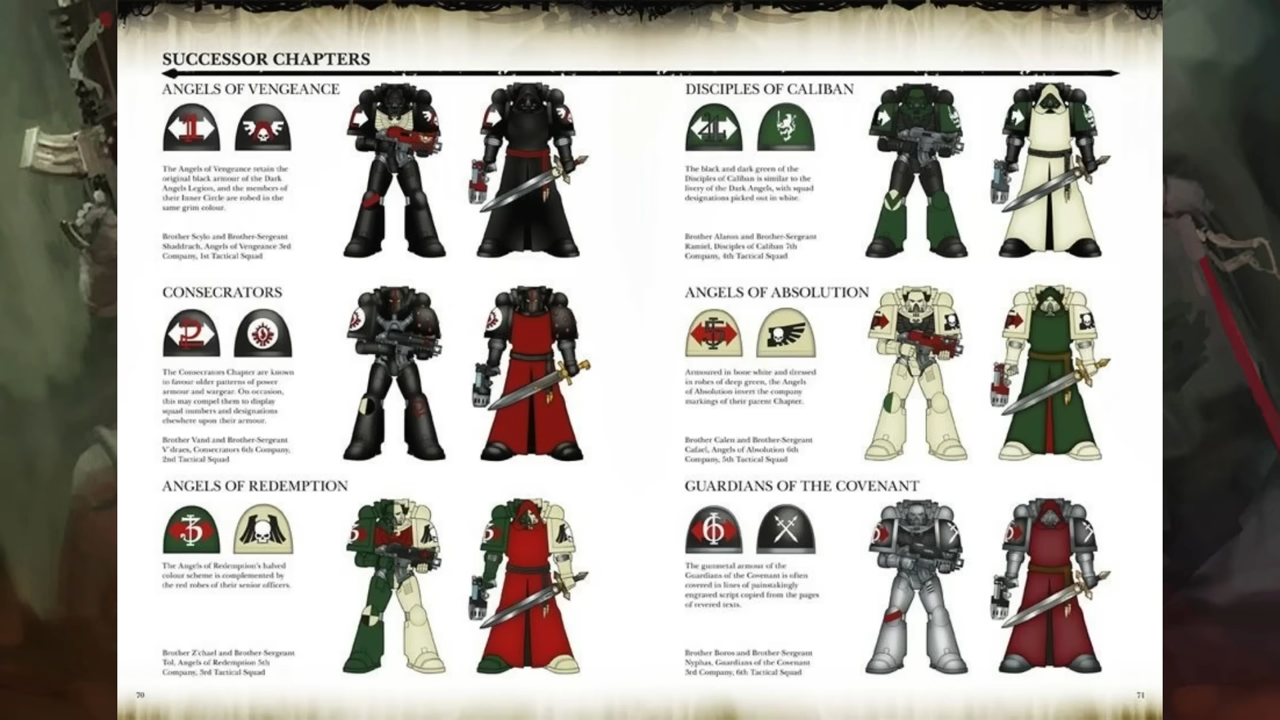 SUCCESSOR CHAPTERS
ANGELS OF VENGEANCE
1
The Angels of Vengeance retain the
original black armour of the Dark
Angels Legion, and the members of
their Inner Circle are robed in the
same grim colour.
Brother Scylo and Brother-Sergeant
Shaddrach, Angels of Vengeance 3rd
Company, 1st Tactical Squad
CONSECRATORS
2
The Consecrators Chapter are known
to favour older patterns of power
armour and wargear. On occasion,
this may compel them to display
squad numbers and designations
elsewhere upon their armour.
Brother Vand and Brother-Sergeant
V'draes, Consecrators 6th Company,
2nd Tactical Squad
ANGELS OF REDEMPTION
3
The Angels of Redemption's halved
colour scheme is complemented by
the red robes of their senior officers.
Brother Z'chael and Brother-Sergeant
Tol, Angels of Redemption 5th
Company, 3rd Tactical Squad
70
DISCIPLES OF CALIBAN
4
The black and dark green of the
Disciples of Caliban is similar to the
livery of the Dark Angels, with squad
designations picked out in white.
Brother Alaron and Brother-Sergeant
Ramiel, Disciples of Caliban 7th
Company, 4th Tactical Squad
ANGELS OF ABSOLUTION
5
Armoured in bone white and dressed
in robes of deep green, the Angels
of Absolution invert the company
markings of their parent Chapter.
Brother Calen and Brother-Sergeant
Cafael, Angels of Absolution 6th
Company, 5th Tactical Squad
GUARDIANS OF THE COVENANT
6
The gunmetal armour of the
Guardians of the Covenant is often
covered in lines of painstakingly
engraved script copied from the pages
of revered texts.
Brother Boros and Brother-Sergeant
Nyphas, Guardians of the Covenant
3rd Company, 6th Tactical Squad
71